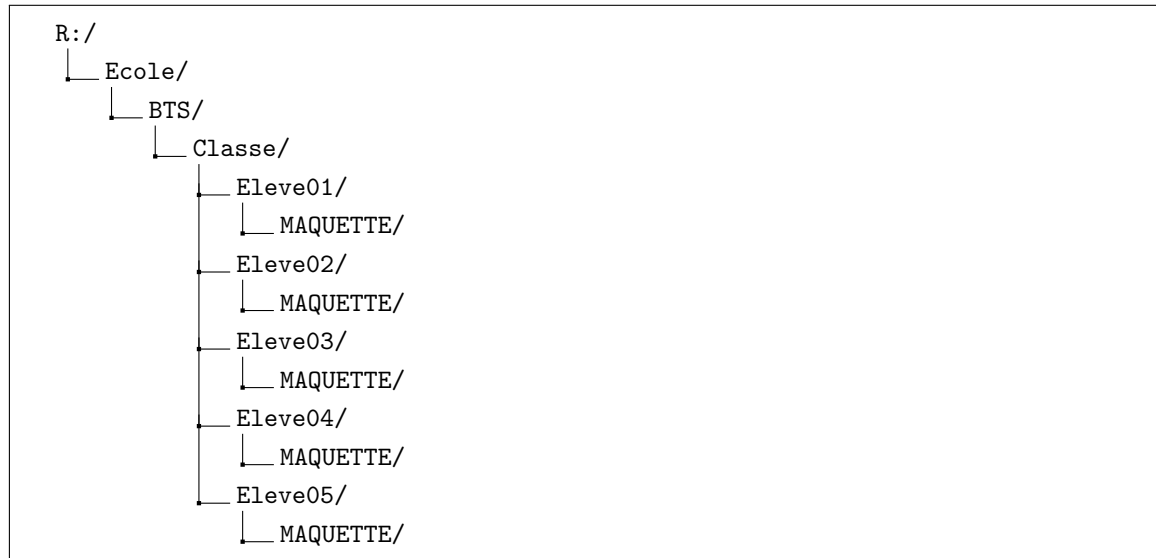 R:/
Ecole/
BTS/
Classe/
Eleve01/
MAQUETTE/
Eleve02/
MAQUETTE/
Eleve03/
MAQUETTE/
Eleve04/
MAQUETTE/
Eleve05/
MAQUETTE/